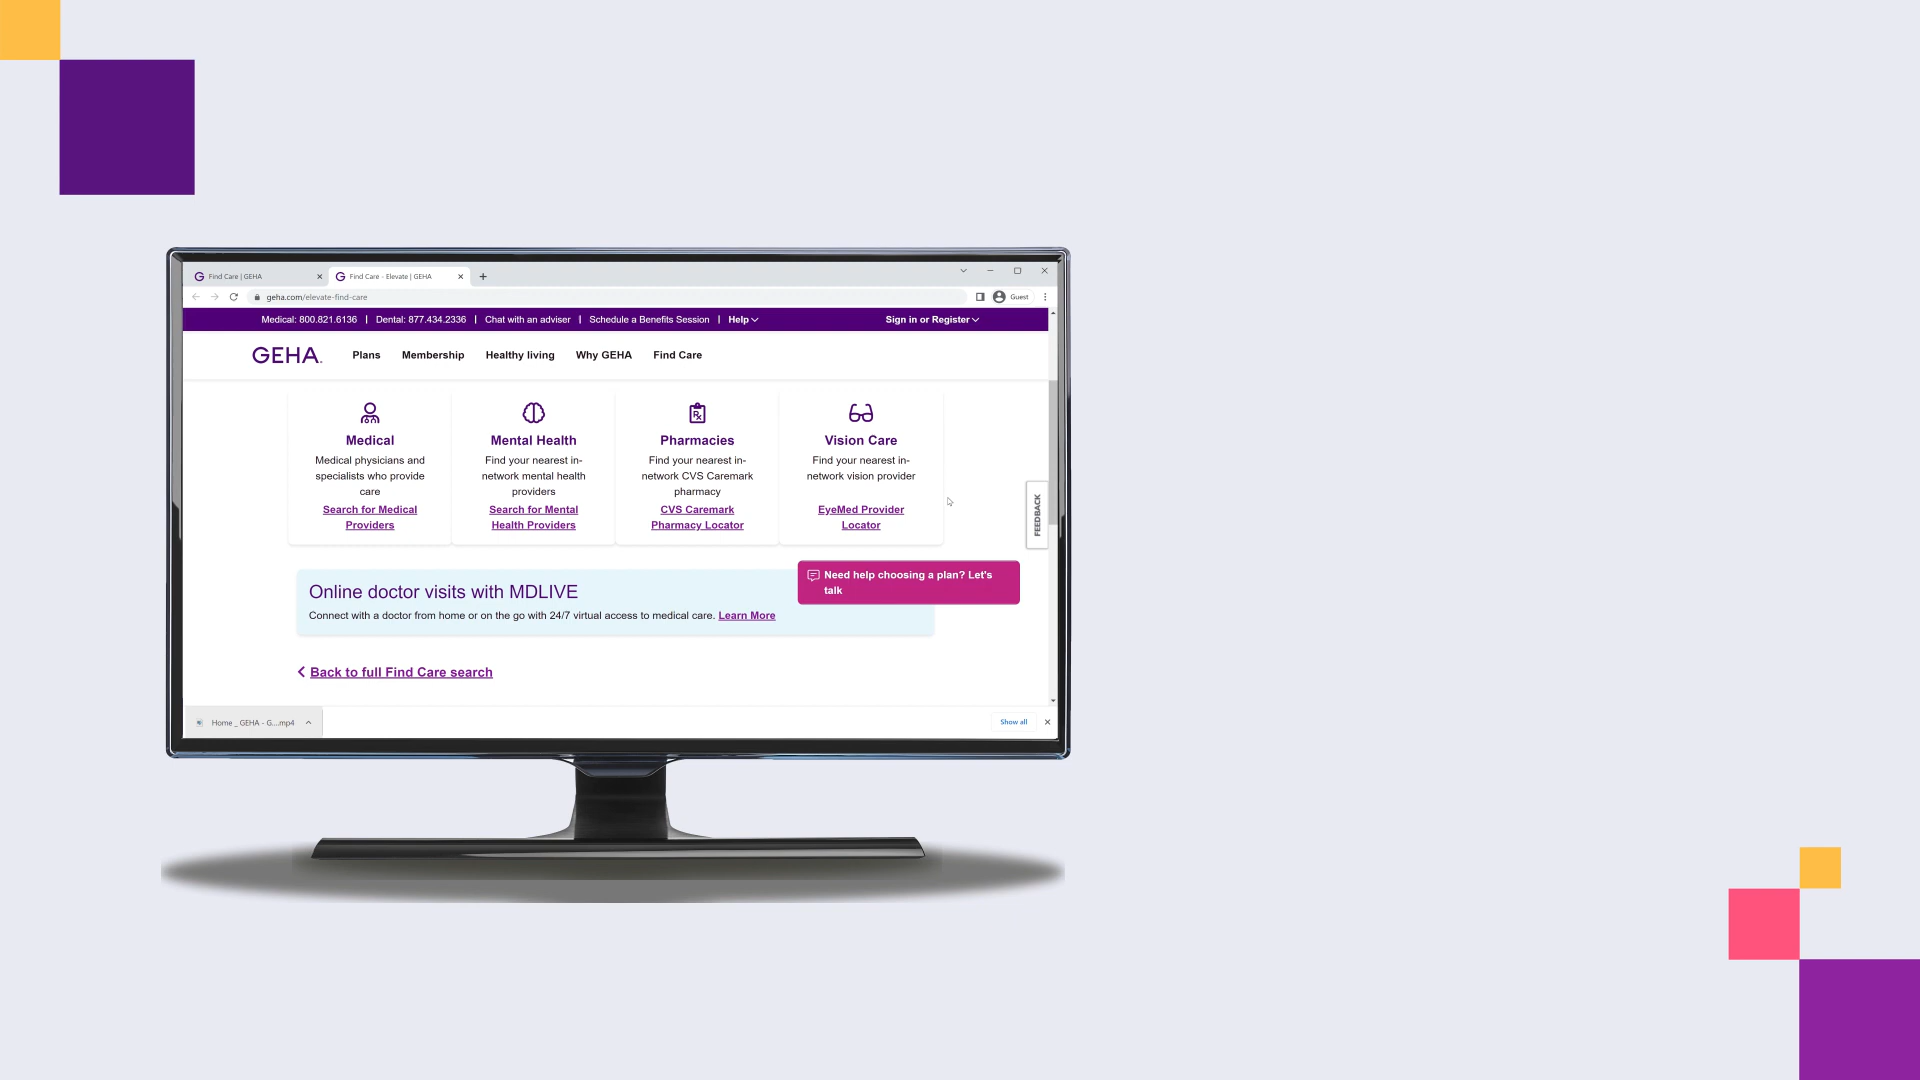 Find Care | GEHA
Find Care - Elevate | GEHA
geha.com/elevate-find-care
Guest
Medical: 800.821.6136 | Dental: 877.434.2336 | Chat with an adviser | Schedule a Benefits Session | Help
Sign in or Register
GEHA
Plans Membership Healthy living Why GEHA Find Care
Medical
Medical physicians and
specialists who provide
care
Search for Medical
Providers
Mental Health
Find your nearest in-
network mental health
providers
Search for Mental
Health Providers
Pharmacies
Find your nearest in-
network CVS Caremark
pharmacy
CVS Caremark
Pharmacy Locator
Vision Care
Find your nearest in-
network vision provider
EyeMed Provider
Locator
FEEDBACK
Need help choosing a plan? Let's
talk
Online doctor visits with MDLIVE
Connect with a doctor from home or on the go with 24/7 virtual access to medical care. Learn More
Back to full Find Care search
Home _ GEHA - G....mp4
Show all